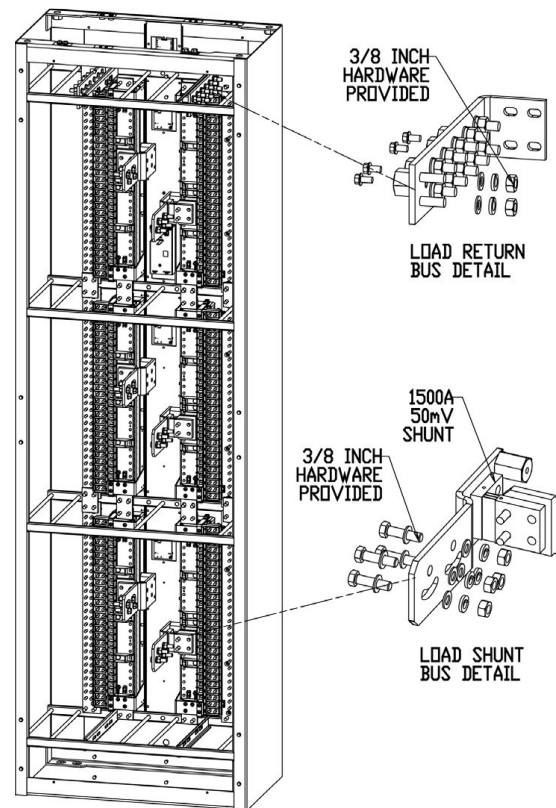 3/8 INCH
HARDWARE
PROVIDED
LOAD RETURN
BUS DETAIL
1500A
50mV
SHUNT
3/8 INCH
HARDWARE
PROVIDED
LOAD SHUNT
BUS DETAIL